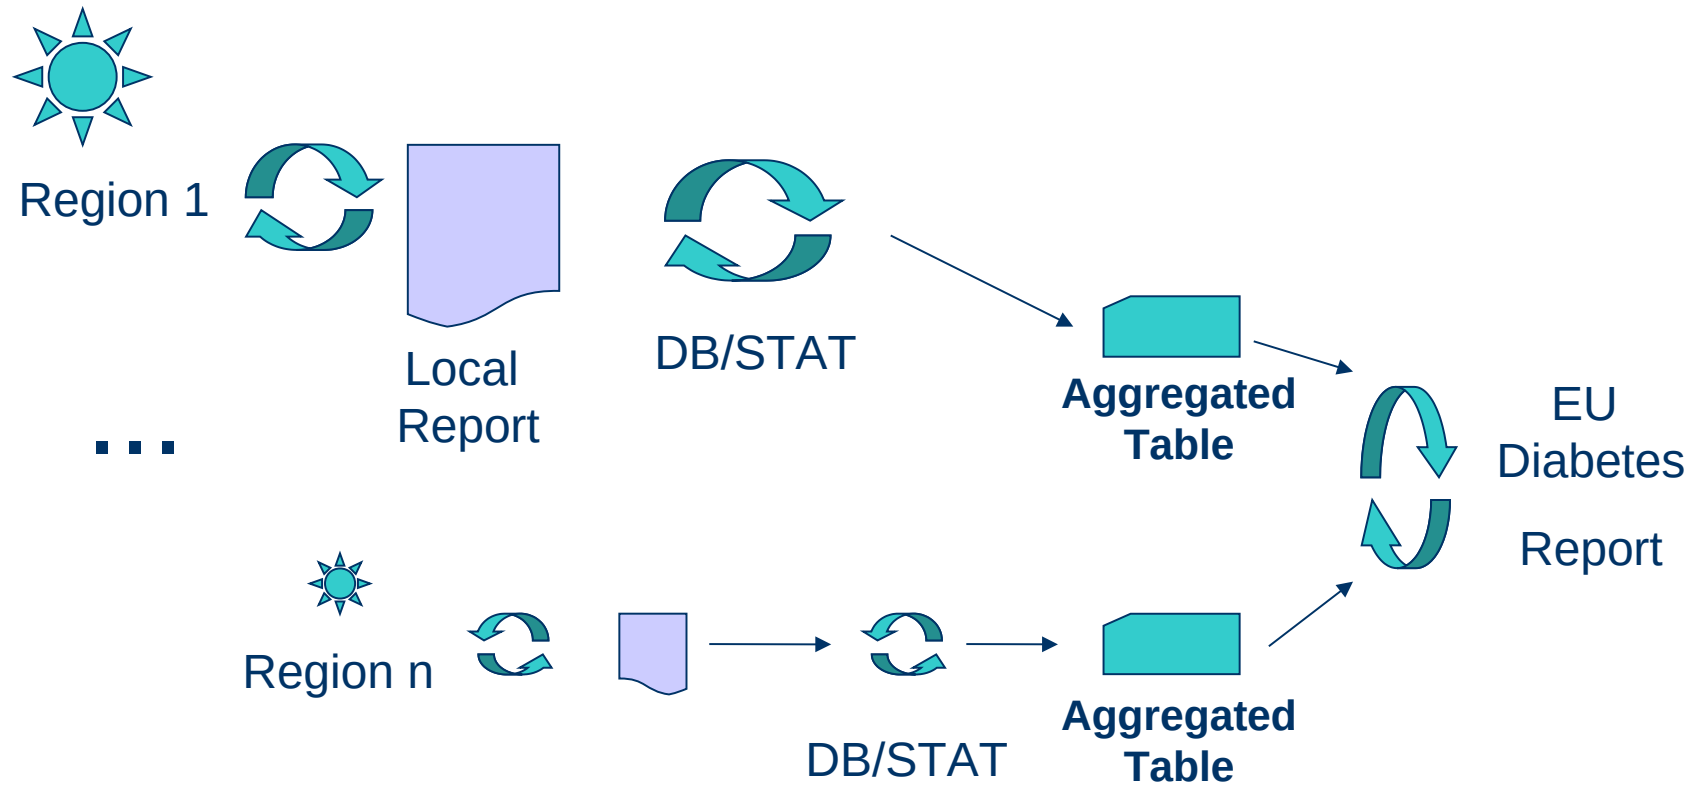 Region 1
Local
Report
DB/STAT
Aggregated
Table
EU
Diabetes
Report
...
Region n
DB/STAT
Aggregated
Table